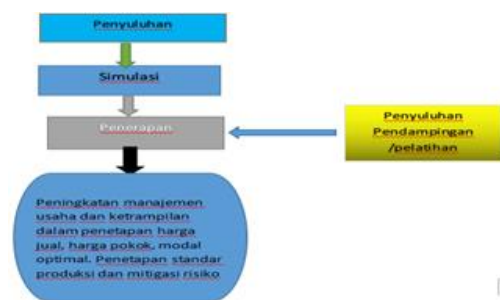 Penyuluhan
Simulasi
Penerapan
Penyuluhan
Pendampingan
/pelatihan
Peningkatan manajemen
usaha dan ketrampilan
dalam penetapan harga
jual, harga pokok, modal
optimal. Penetapan standar
produksi dan mitigasi risiko